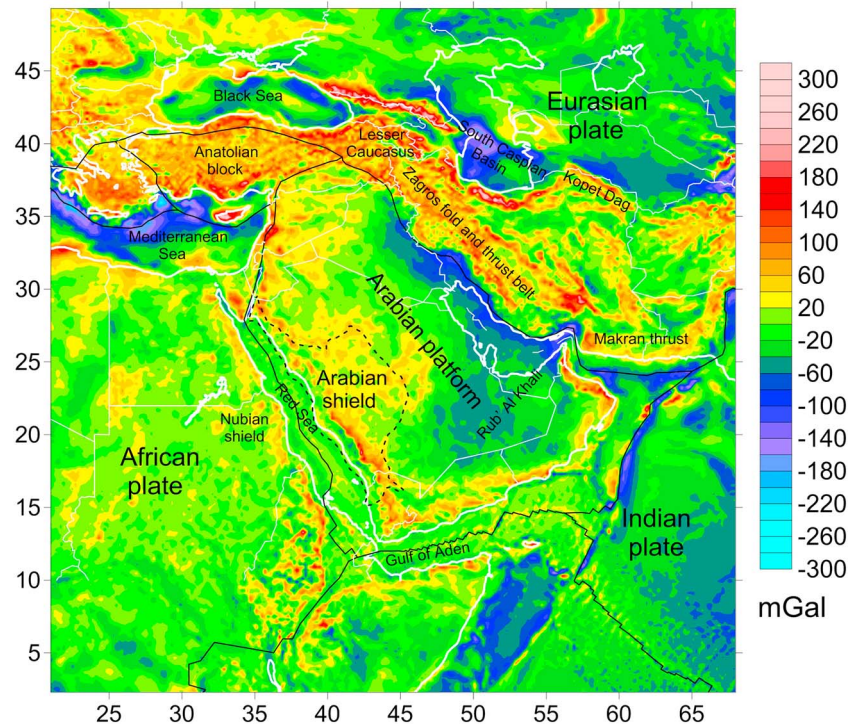 45
40
35
30
25
20
15
10
5
25
30
35
40
45
50
55
60
65
Black Sea
Eurasian
plate
Anatolian
block
Lesser
Caucasus
South Caspian
Basin
Kopet Dag
Zagros fold and thrust belt
Mediterranean
Sea
Arabian platform
Makran thrust
Arabian
shield
Red Sea
Rub' Al Khali
Nubian
shield
African
plate
Indian
plate
Gulf of Aden
300
260
220
180
140
100
60
20
-20
-60
-100
-140
-180
-220
-260
-300
mGal